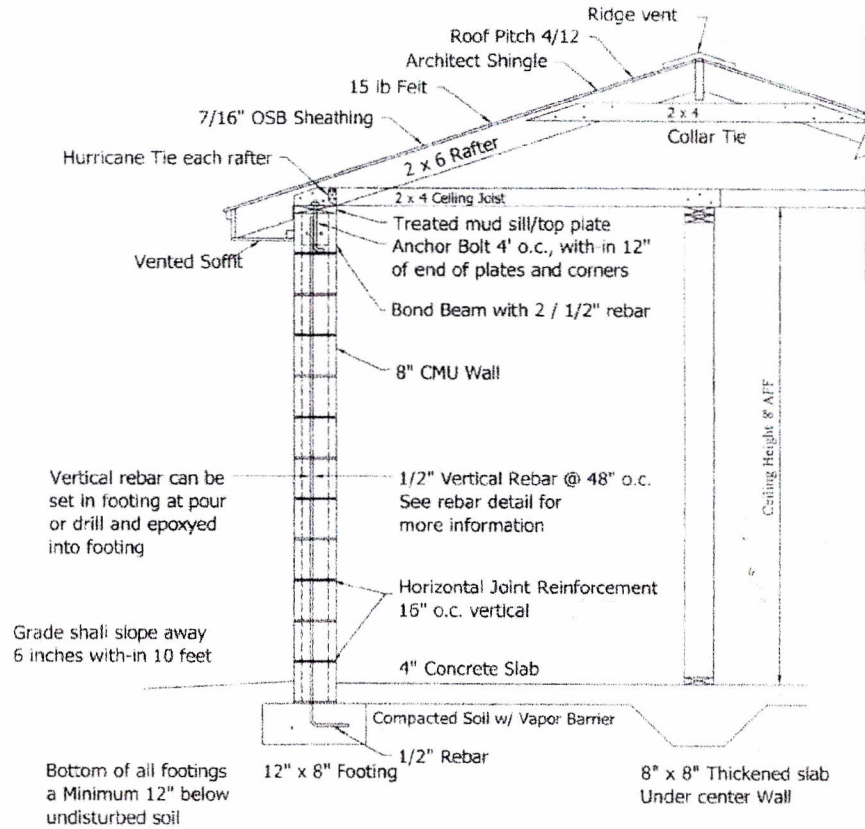 Ridge vent
Roof Pitch 4/12
Architect Shingle
15 ib Feit
7/16" OSB Sheathing
2 x 4
Collar Tie
2 x 6 Rafter
Hurricane Tie each rafter
2 x 4 Ceiling Joist
Treated mud sill/top plate
Anchor Bolt 4' o.c., with in 12"
of end of plates and corners
Vented Soffit
Bond Beam with 2 / 1/2" rebar
8" CMU Wall
Ceiling Height 8' AFF
Vertical rebar can be
set in footing at pour
or drill and epoxyed
into footing
1/2" Vertical Rebar @ 48" o.c.
See rebar detail for
more information
Horizontal Joint Reinforcement
16" o.c. vertical
Grade shall slope away
6 inches with-in 10 feet
4" Concrete Slab
Compacted Soil w/ Vapor Barrier
1/2" Rebar
12" x 8" Footing
Bottom of all footings
a Minimum 12" below
undisturbed soil
8" x 8" Thickened slab
Under center Wall